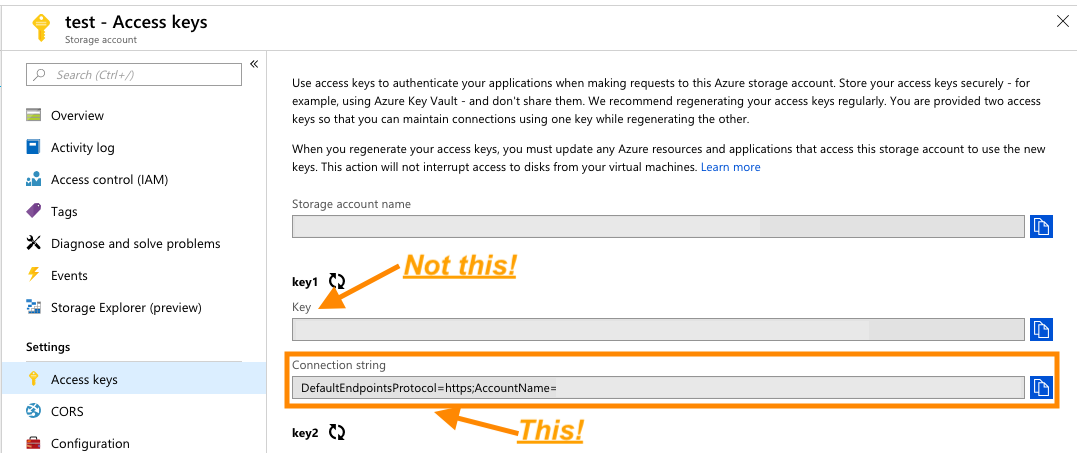 test - Access keys
Storage account
Search (Ctrl+/)
«
Overview
Activity log
Access control (IAM)
Tags
Diagnose and solve problems
Events
Storage Explorer (preview)
Settings
Access keys
CORS
Configuration
Use access keys to authenticate your applications when making requests to this Azure storage account. Store your access keys securely - for
example, using Azure Key Vault - and don't share them. We recommend regenerating your access keys regularly. You are provided two access
keys so that you can maintain connections using one key while regenerating the other.
When you regenerate your access keys, you must update any Azure resources and applications that access this storage account to use the new
keys. This action will not interrupt access to disks from your virtual machines. Learn more
Storage account name
Not this!
key1
Key
Connection string
DefaultEndpointsProtocol=https;AccountName=
This!
key2